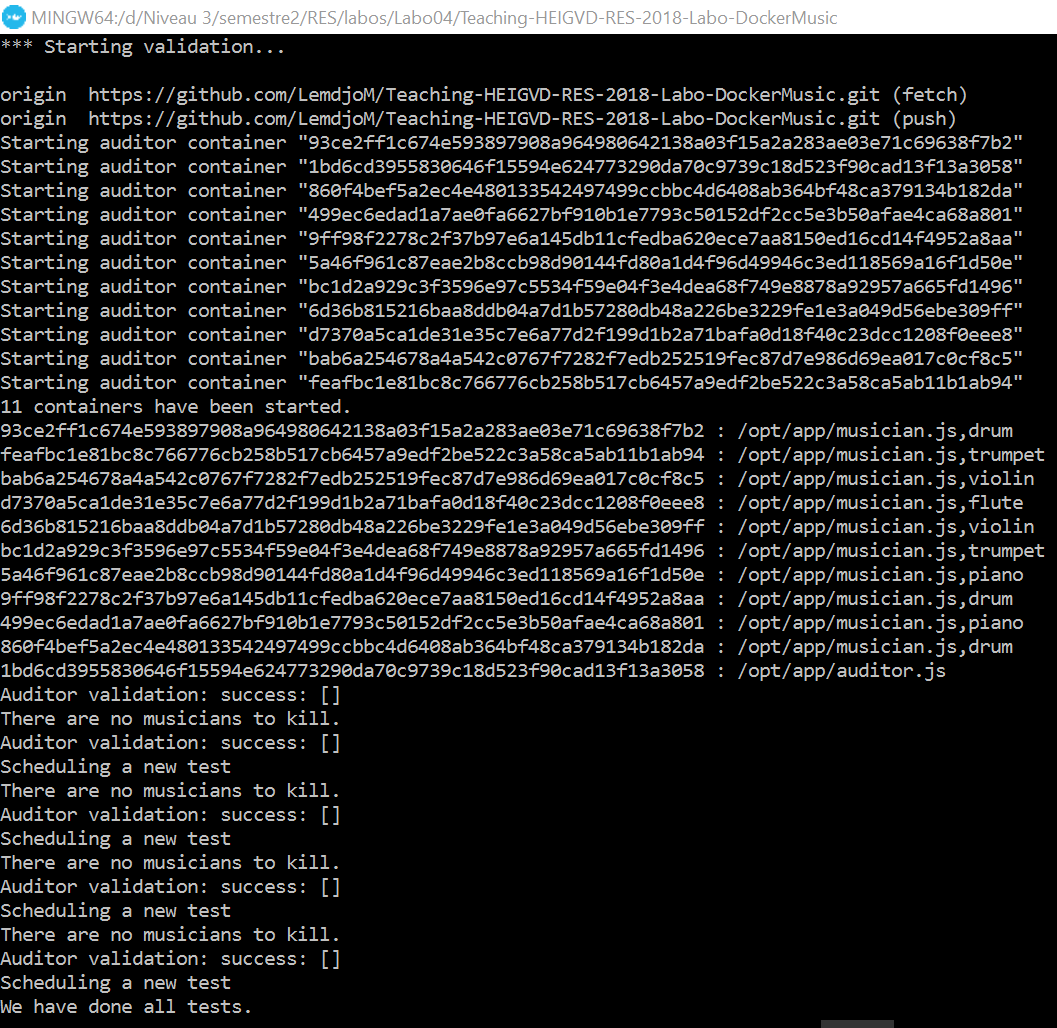 MINGW64:/d/Niveau 3/semestre2/RES/labos/Labo04/Teaching-HEIGVD-RES-2018-Labo-DockerMusic
*** Starting validation...
origin  https://github.com/LemdjoM/Teaching-HEIGVD-RES-2018-Labo-DockerMusic.git (fetch)
origin  https://github.com/LemdjoM/Teaching-HEIGVD-RES-2018-Labo-DockerMusic.git (push)
Starting auditor container "93ce2ff1c674e593897908a964980642138a03f15a2a283ae03e71c69638f7b2"
Starting auditor container "1bd6cd3955830646f15594e624773290da70c9739c18d523f90cad13f13a3058"
Starting auditor container "860f4bef5a2ec4e480133542497499ccbbc4d6408ab364bf48ca379134b182da"
Starting auditor container "499ec6edad1a7ae0fa6627bf910b1e7793c50152df2cc5e3b50afae4ca68a801"
Starting auditor container "9ff98f2278c2f37b97e6a145db11cfedba620ece7aa8150ed16cd14f4952a8aa"
Starting auditor container "5a46f961c87eae2b8ccb98d90144fd80a1d4f96d49946c3ed118569a16f1d50e"
Starting auditor container "bc1d2a929c3f3596e97c5534f59e04f3e4dea68f749e8878a92957a665fd1496"
Starting auditor container "6d36b815216baa8ddb04a7d1b57280db48a226be3229fe1e3a049d56ebe309ff"
Starting auditor container "d7370a5ca1de31e35c7e6a77d2f199d1b2a71bafa0d18f40c23dcc1208f0eee8"
Starting auditor container "bab6a254678a4a542c0767f7282f7edb252519fec87d7e986d69ea017c0cf8c5"
Starting auditor container "feafbc1e81bc8c766776cb258b517cb6457a9edf2be522c3a58ca5ab11b1ab94"
11 containers have been started.
93ce2ff1c674e593897908a964980642138a03f15a2a283ae03e71c69638f7b2 : /opt/app/musician.js,drum
feafbc1e81bc8c766776cb258b517cb6457a9edf2be522c3a58ca5ab11b1ab94 : /opt/app/musician.js,trumpet
bab6a254678a4a542c0767f7282f7edb252519fec87d7e986d69ea017c0cf8c5 : /opt/app/musician.js,violin
d7370a5ca1de31e35c7e6a77d2f199d1b2a71bafa0d18f40c23dcc1208f0eee8 : /opt/app/musician.js,flute
6d36b815216baa8ddb04a7d1b57280db48a226be3229fe1e3a049d56ebe309ff : /opt/app/musician.js,violin
bc1d2a929c3f3596e97c5534f59e04f3e4dea68f749e8878a92957a665fd1496 : /opt/app/musician.js,trumpet
5a46f961c87eae2b8ccb98d90144fd80a1d4f96d49946c3ed118569a16f1d50e : /opt/app/musician.js,piano
9ff98f2278c2f37b97e6a145db11cfedba620ece7aa8150ed16cd14f4952a8aa : /opt/app/musician.js,drum
499ec6edad1a7ae0fa6627bf910b1e7793c50152df2cc5e3b50afae4ca68a801 : /opt/app/musician.js,piano
860f4bef5a2ec4e480133542497499ccbbc4d6408ab364bf48ca379134b182da : /opt/app/musician.js,drum
1bd6cd3955830646f15594e624773290da70c9739c18d523f90cad13f13a3058 : /opt/app/auditor.js
Auditor validation: success: []
There are no musicians to kill.
Auditor validation: success: []
Scheduling a new test
There are no musicians to kill.
Auditor validation: success: []
Scheduling a new test
There are no musicians to kill.
Auditor validation: success: []
Scheduling a new test
There are no musicians to kill.
Auditor validation: success: []
Scheduling a new test
We have done all tests.